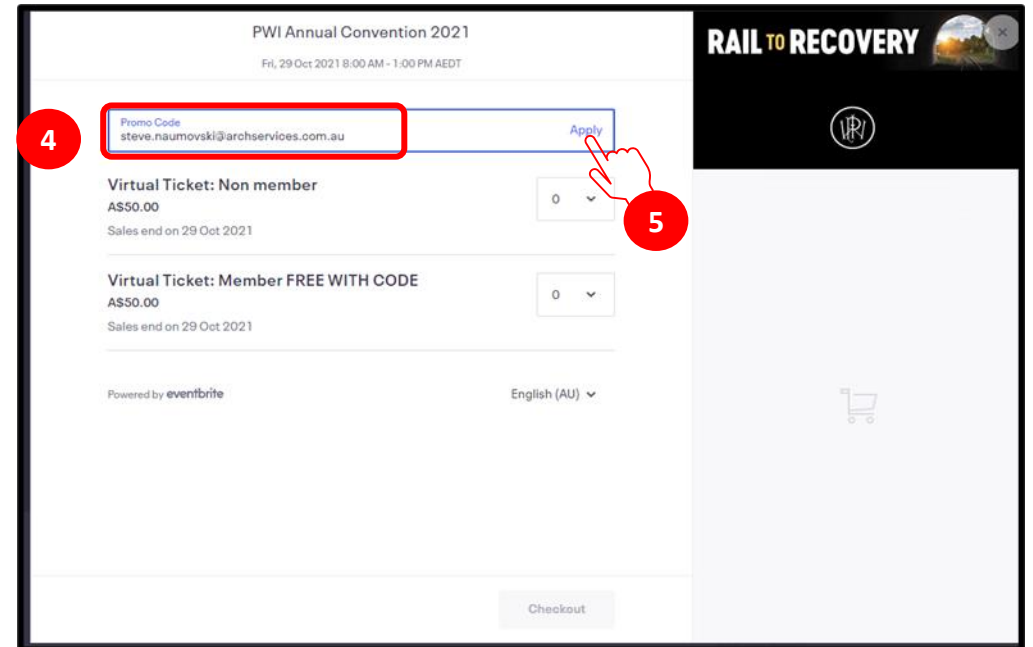 PWI Annual Convention 2021
Fri, 29 Oct 2021 8:00 AM - 1:00 PM AEDT
RAIL TO RECOVERY
×
4
Promo Code
steve.naumovski@archservices.com.au
Apply
5
Virtual Ticket: Non member
A$50.00
Sales end on 29 Oct 2021
0
Virtual Ticket: Member FREE WITH CODE
A$50.00
Sales end on 29 Oct 2021
0
Powered by eventbrite
English (AU)
Checkout